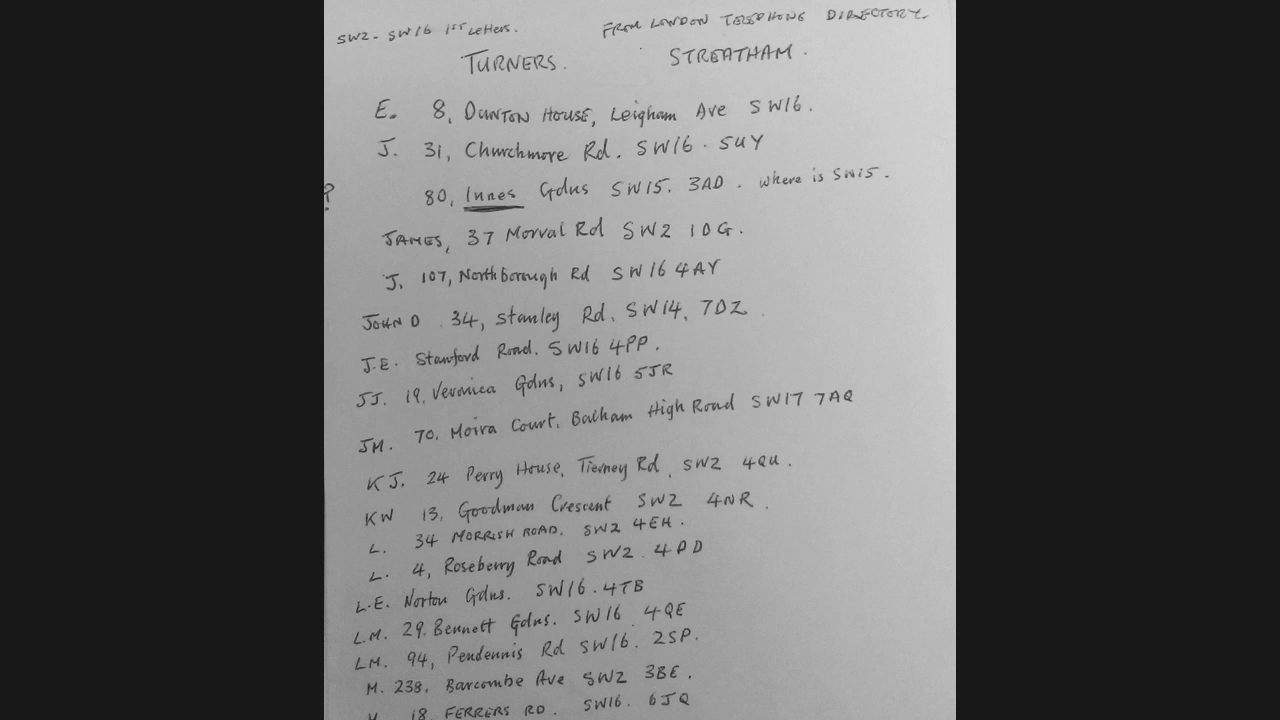 SW2 - SW16 1ST Letters. FROM LONDON TELEPHONE DIRECTORY.
TURNERS. STREATHAM.
E. 8, DUNTON HOUSE, Leigham Ave SW16.
J. 31, Churchmore Rd. SW16. 5UY
? 80, Innes Gdns SW15. 3AD. where is SW15.
JAMES, 37 Morval Rd SW2 1DG.
J. 107, Northborough Rd SW16 4AY
JOHN D. 34, Stanley Rd. SW14. 7DZ
J.E. Stanford Road. SW16 4PP.
JJ. 19, Veronica Gdns, SW16 5JR
JM. 70. Moira Court. Balham High Road SW17 7AQ
KJ. 24 Perry House, Tierney Rd, SW2 4QU.
KW 13, Goodman Crescent SW2 4NR.
L. 34 MORRISH ROAD. SW2 4EH.
L. 4, Roseberry Road SW2. 4PD
L.E. Norton Gdns. SW16. 4TB
L.M. 29. Bennett Gdns. SW16 4QE
LM. 94, Pendennis Rd SW16. 2SP.
M. 238. Barcombe Ave SW2 3BE.
18. FERRERS RD. SW16. 6JQ